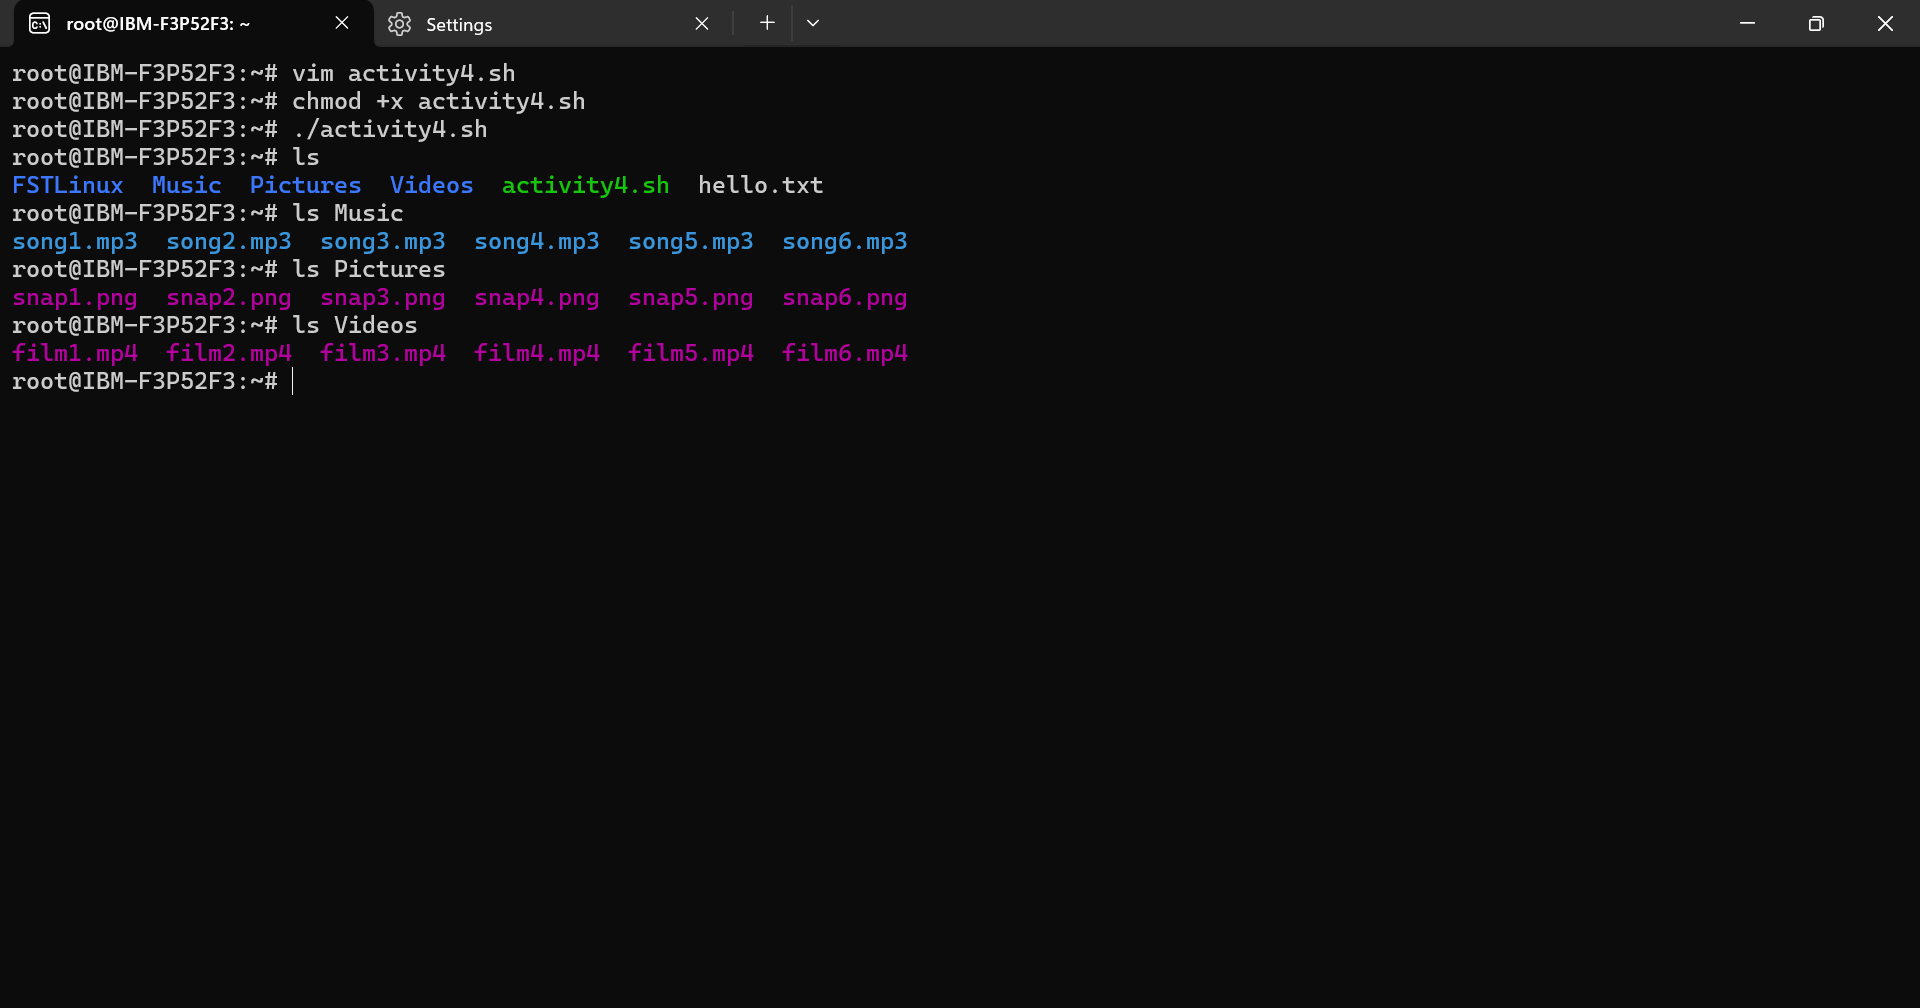 root@IBM-F3P52F3: ~
Settings
root@IBM-F3P52F3:~# vim activity4.sh
root@IBM-F3P52F3:~# chmod +x activity4.sh
root@IBM-F3P52F3:~# ./activity4.sh
root@IBM-F3P52F3:~# ls
FSTLinux  Music  Pictures  Videos  activity4.sh  hello.txt
root@IBM-F3P52F3:~# ls Music
song1.mp3  song2.mp3  song3.mp3  song4.mp3  song5.mp3  song6.mp3
root@IBM-F3P52F3:~# ls Pictures
snap1.png  snap2.png  snap3.png  snap4.png  snap5.png  snap6.png
root@IBM-F3P52F3:~# ls Videos
film1.mp4  film2.mp4  film3.mp4  film4.mp4  film5.mp4  film6.mp4
root@IBM-F3P52F3:~#